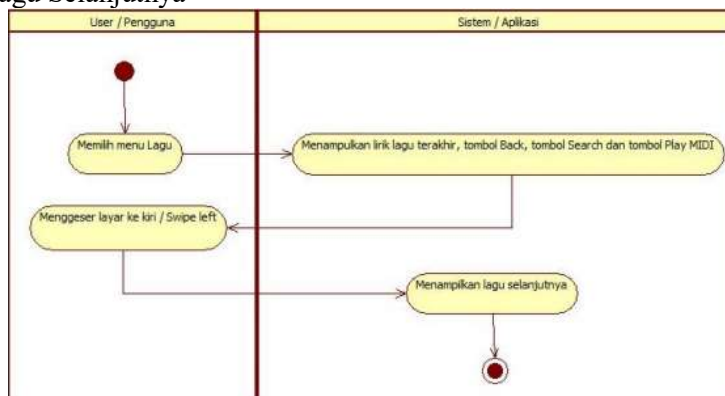 agu Selanjutnya
User / Pengguna
Sistem / Aplikasi
Memilih menu Lagu
Menampulkan lirik lagu terakhir, tombol Back, tombol Search dan tombol Play MIDI
Menggeser layar ke kiri / Swipe left
Menampilkan lagu selanjutnya